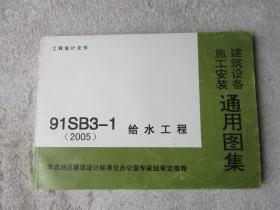 工程设计文书
91SB3-1
(2005)
给水工程
华北地区建筑设计标准化办公室专家组审定推荐
建筑设备
施工安装
通用图集